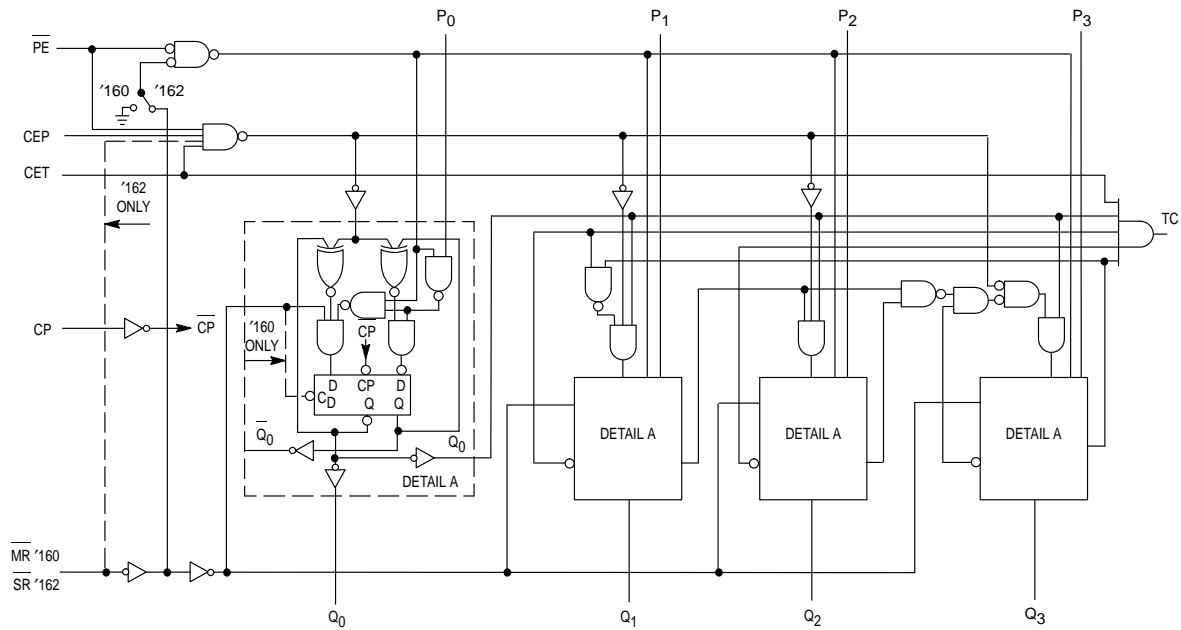 P0
P1
P2
P3
PE
'160
'162
CEP
CET
'162
ONLY
TC
CP
CP
'160
ONLY
CP
D
CP
D
CD
Q
Q
Q0
Q0
DETAIL A
DETAIL A
DETAIL A
DETAIL A
MR '160
SR '162
Q0
Q1
Q2
Q3